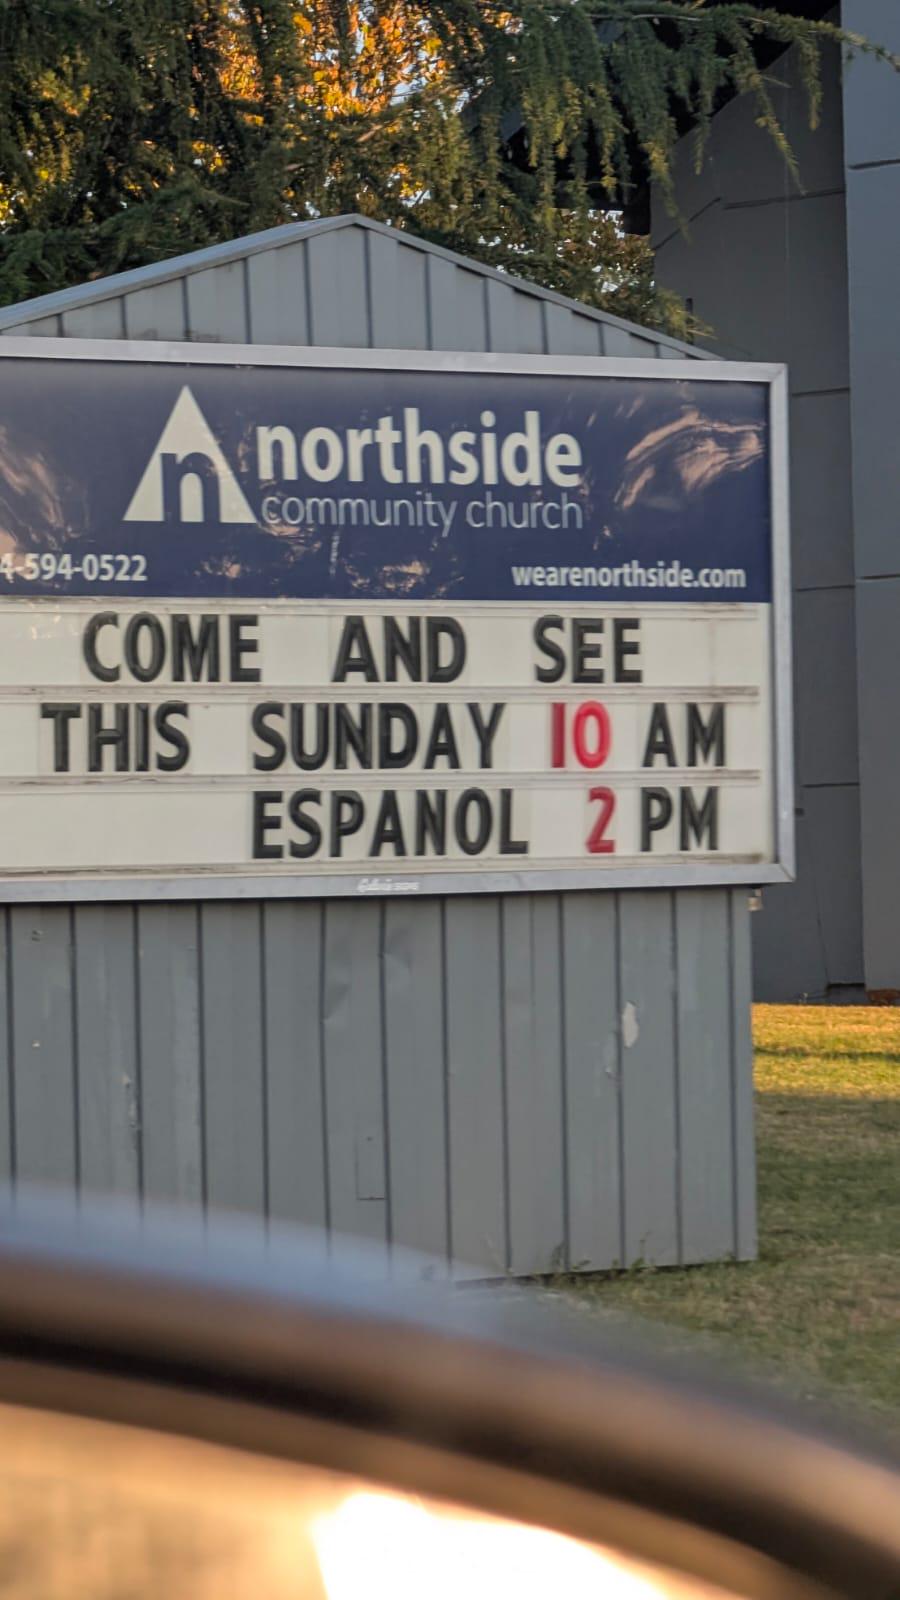 n northside
community church
4-594-0522 wearenorthside.com
COME AND SEE
THIS SUNDAY 10 AM
ESPANOL 2 PM